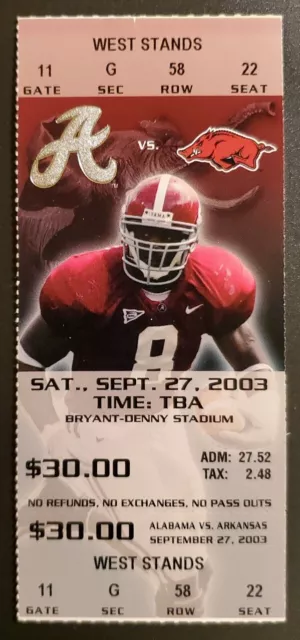 WEST STANDS
11 G 58 22
GATE SEC ROW SEAT
A VS.
8
SAT., SEPT. 27, 2003
TIME: TBA
BRYANT-DENNY STADIUM
$30.00 ADM: 27.52
TAX: 2.48
NO REFUNDS, NO EXCHANGES, NO PASS OUTS
$30.00 ALABAMA VS. ARKANSAS
SEPTEMBER 27, 2003
WEST STANDS
11 G 58 22
GATE SEC ROW SEAT